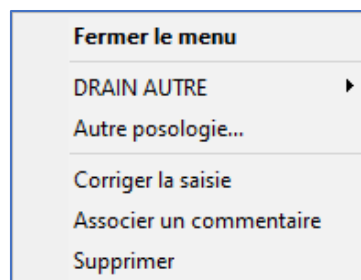 Fermer le menu
DRAIN AUTRE
Autre posologie...
Corriger la saisie
Associer un commentaire
Supprimer